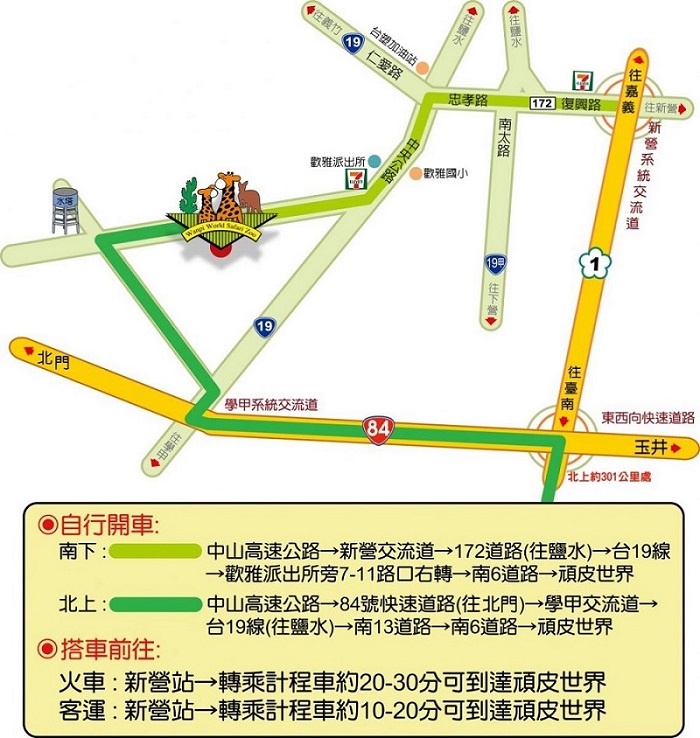 往義竹
19
仁愛路
台塑加油站
往鹽水
往鹽水
7-ELEVEN
往嘉義
忠孝路
172
復興路
往新營
新營系統交流道
中央公路
南太路
歡雅派出所
7-ELEVEN
歡雅國小
水塔
Wanpi World Safari Zoo
19甲
往下營
1
19
北門
往臺南
學甲系統交流道
84
東西向快速道路
玉井
往學甲
北上約301公里處
◉自行開車:
南下 : 中山高速公路→新營交流道→172道路(往鹽水)→台19線
→歡雅派出所旁7-11路口右轉→南6道路→頑皮世界
北上 : 中山高速公路→84號快速道路(往北門)→學甲交流道→
台19線(往鹽水)→南13道路→南6道路→頑皮世界
◉搭車前往:
火車 : 新營站→轉乘計程車約20-30分可到達頑皮世界
客運 : 新營站→轉乘計程車約10-20分可到達頑皮世界